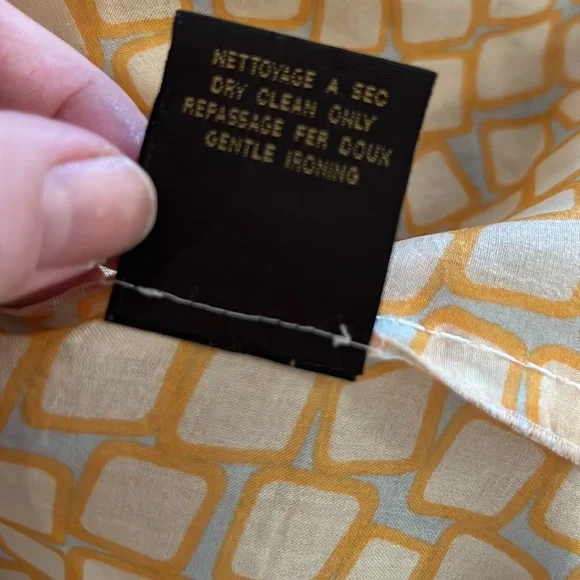 NETTOYAGE A SEC
DRY CLEAN ONLY
REPASSAGE FER DOUX
GENTLE IRONING